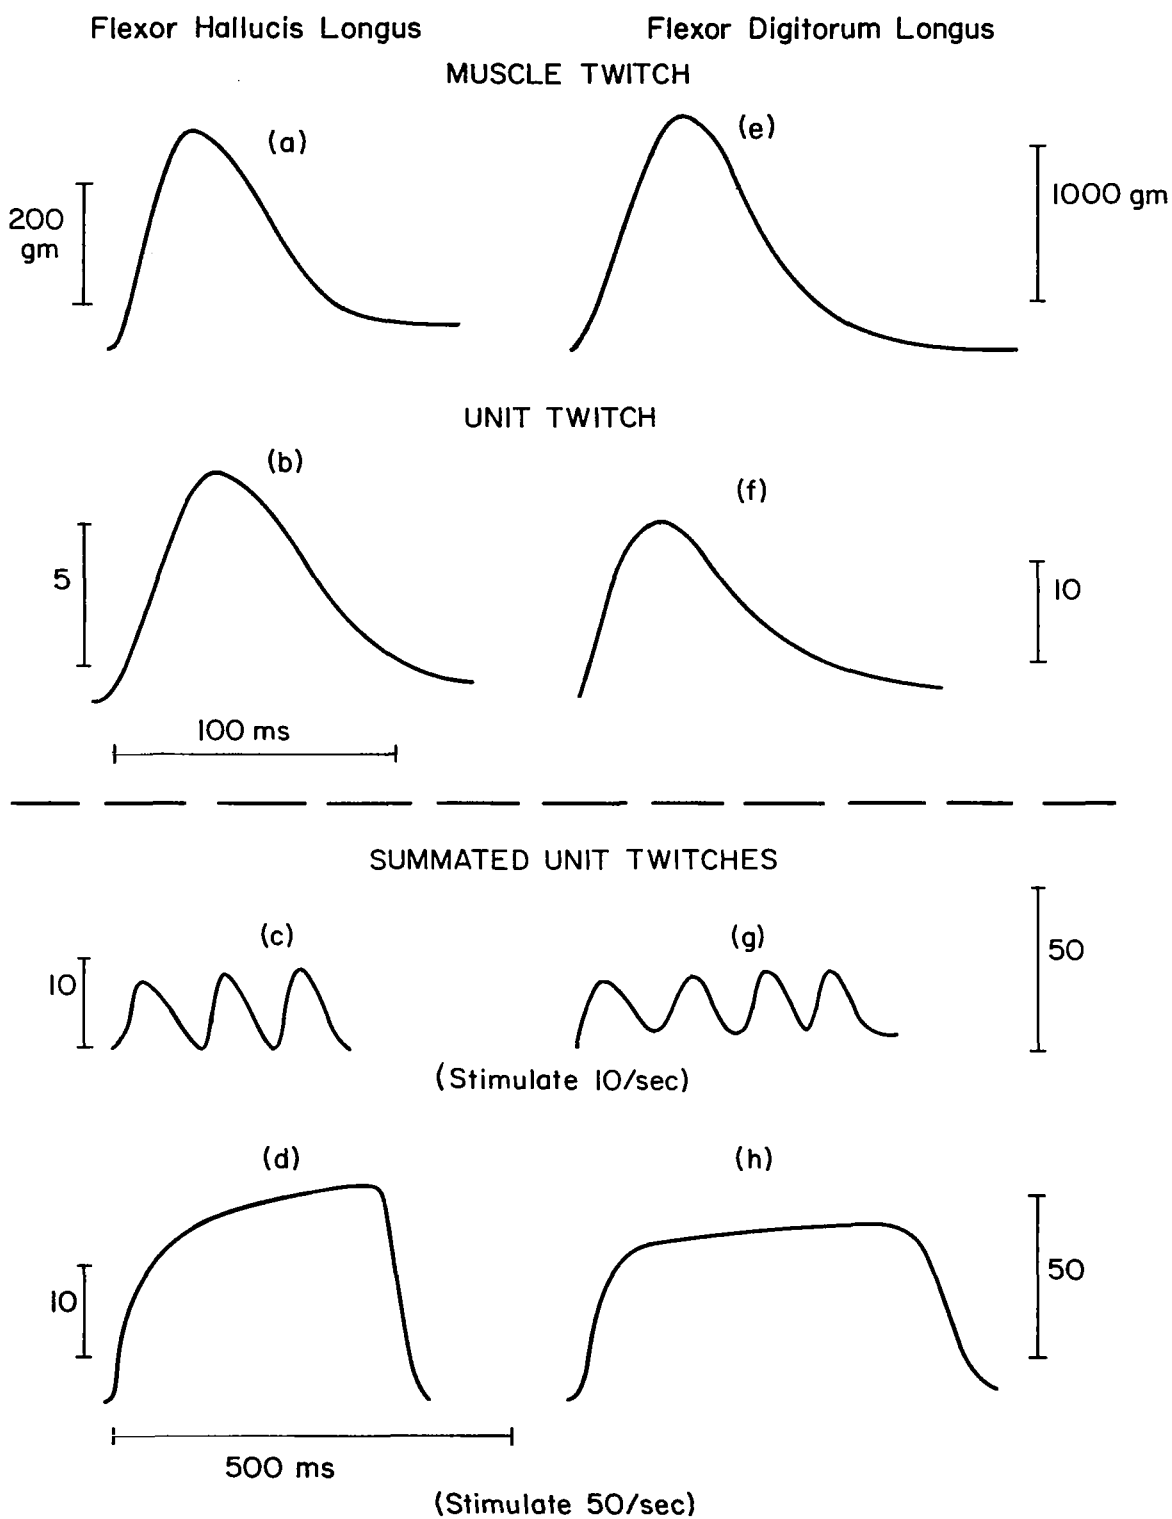 Flexor Hallucis Longus
Flexor Digitorum Longus
MUSCLE TWITCH
(a)
(e)
200
gm
1000 gm
UNIT TWITCH
(b)
(f)
5
10
100 ms
SUMMATED UNIT TWITCHES
(c)
(g)
10
50
(Stimulate 10/sec)
(d)
(h)
10
50
500 ms
(Stimulate 50/sec)